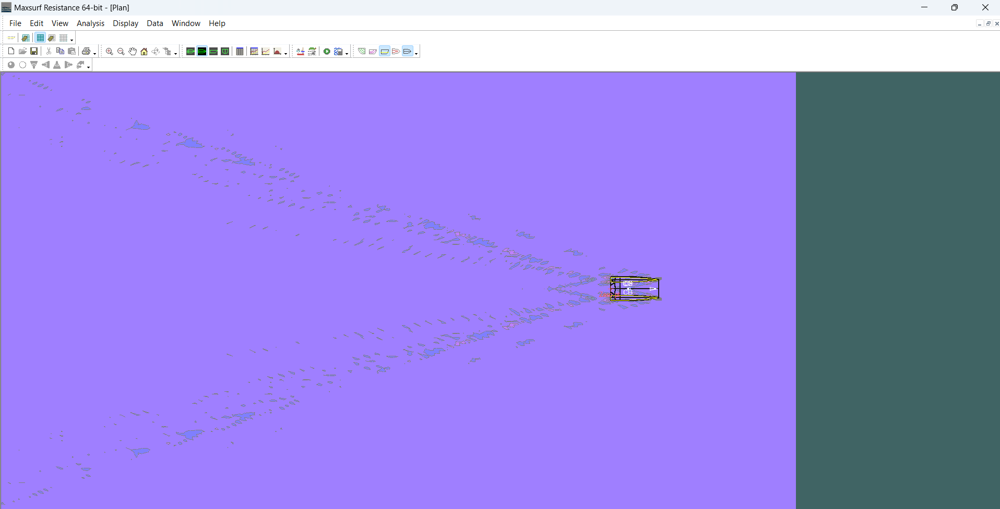 Maxsurf Resistance 64-bit - [Plan]
File Edit View Analysis Display Data Window Help
CB